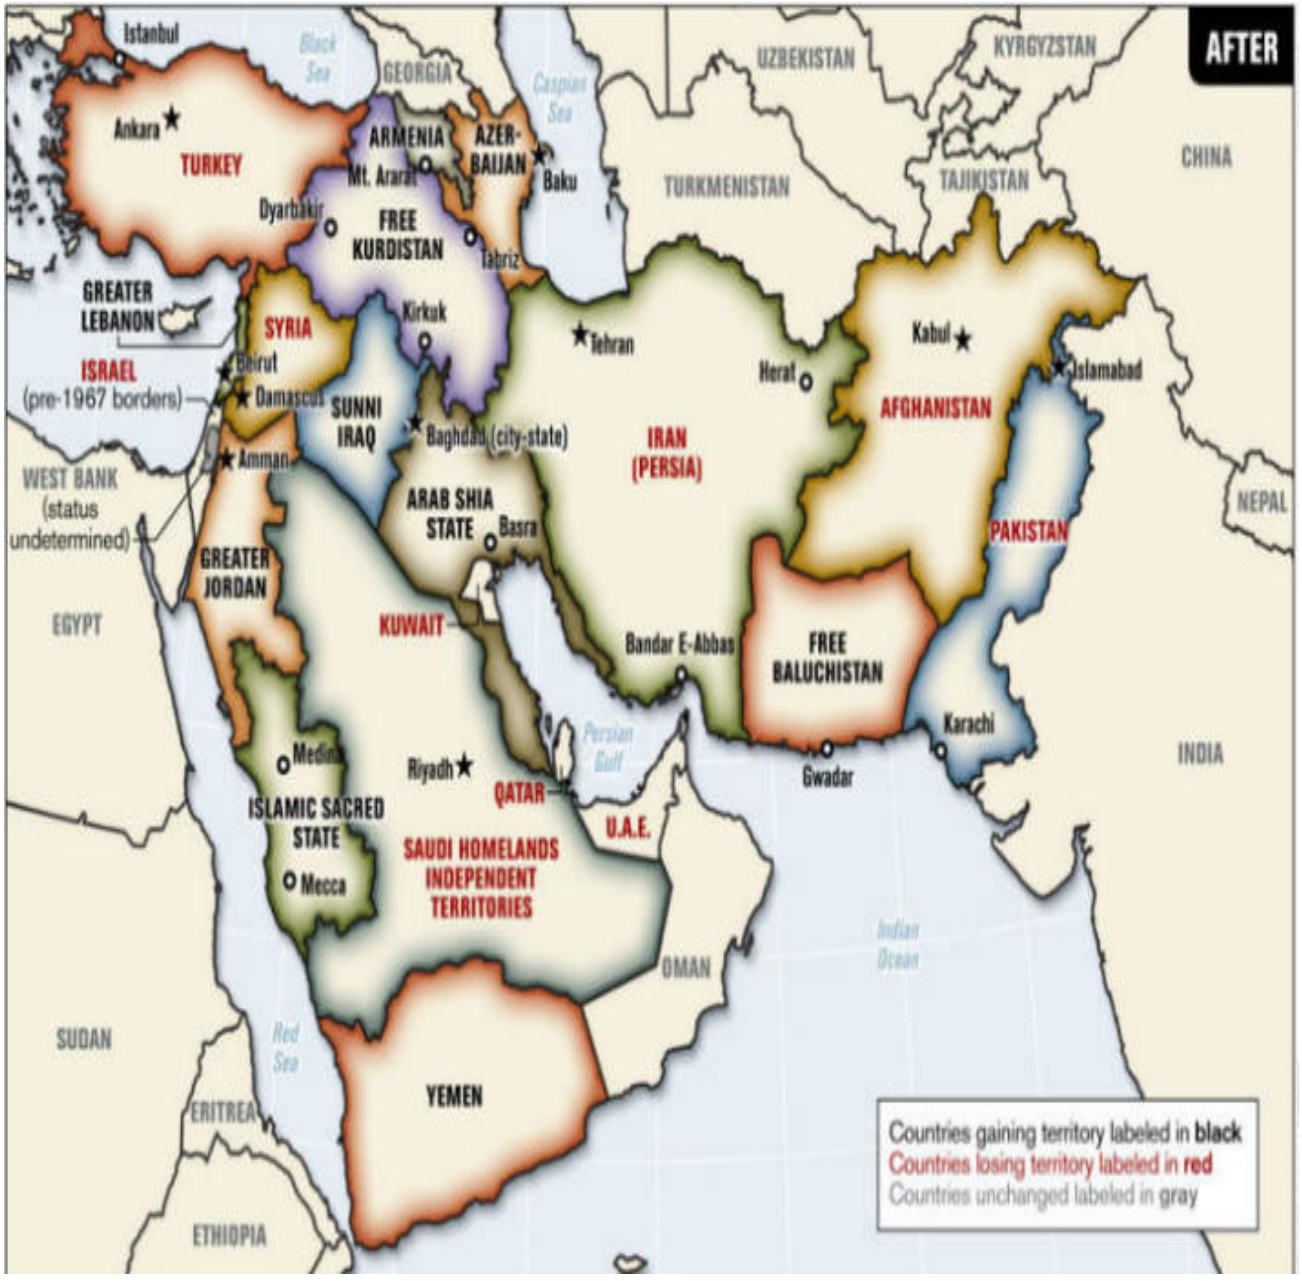 AFTER
Istanbul
Black
Sea
GEORGIA
Caspian
Sea
UZBEKISTAN
KYRGYZSTAN
Ankara
TURKEY
ARMENIA
AZER-
BAIJAN
Baku
Mt. Ararat
TURKMENISTAN
TAJIKISTAN
CHINA
Dyarbakir
FREE
KURDISTAN
Tabriz
GREATER
LEBANON
SYRIA
Kirkuk
Tehran
Herat
Kabul
Islamabad
ISRAEL
(pre-1967 borders)
Beirut
Damascus
SUNNI
IRAQ
Baghdad (city-state)
IRAN
(PERSIA)
AFGHANISTAN
WEST BANK
(status
undetermined)
Amman
ARAB SHIA
STATE
Basra
PAKISTAN
NEPAL
GREATER
JORDAN
EGYPT
KUWAIT
Bandar E-Abbas
FREE
BALUCHISTAN
Karachi
Persian
Gulf
Gwadar
INDIA
Medina
Riyadh
QATAR
ISLAMIC SACRED
STATE
U.A.E.
Mecca
SAUDI HOMELANDS
INDEPENDENT
TERRITORIES
Indian
Ocean
OMAN
SUDAN
Red
Sea
YEMEN
ERITREA
ETHIOPIA
Countries gaining territory labeled in black
Countries losing territory labeled in red
Countries unchanged labeled in gray